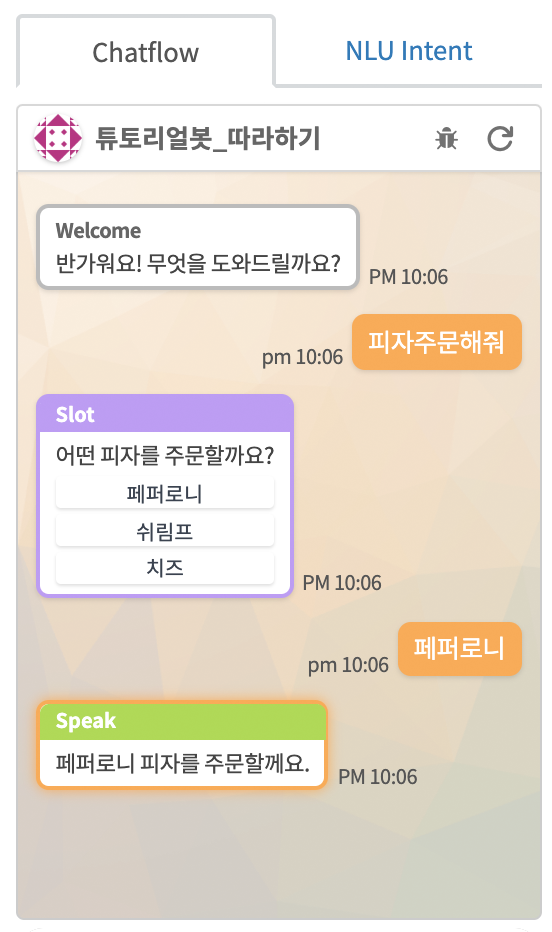 Chatflow
NLU Intent
튜토리얼봇_따라하기
Welcome
반가워요! 무엇을 도와드릴까요?
PM 10:06
피자주문해줘
pm 10:06
Slot
어떤 피자를 주문할까요?
페퍼로니
쉬림프
치즈
PM 10:06
페퍼로니
pm 10:06
Speak
페퍼로니 피자를 주문할께요.
PM 10:06